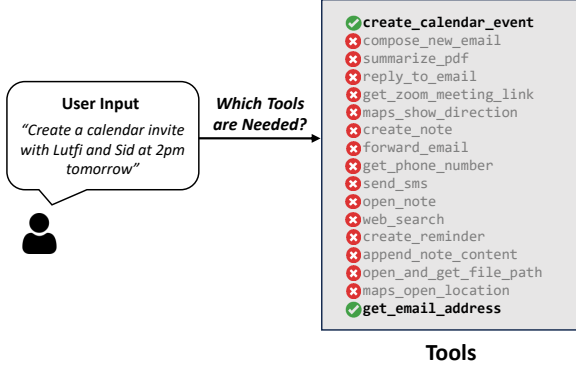 User Input
“Create a calendar invite
with Lutfi and Sid at 2pm
tomorrow”
Which Tools
are Needed?
create_calendar_event
compose_new_email
summarize_pdf
reply_to_email
get_zoom_meeting_link
maps_show_direction
create_note
forward_email
get_phone_number
send_sms
open_note
web_search
create_reminder
append_note_content
open_and_get_file_path
maps_open_location
get_email_address
Tools